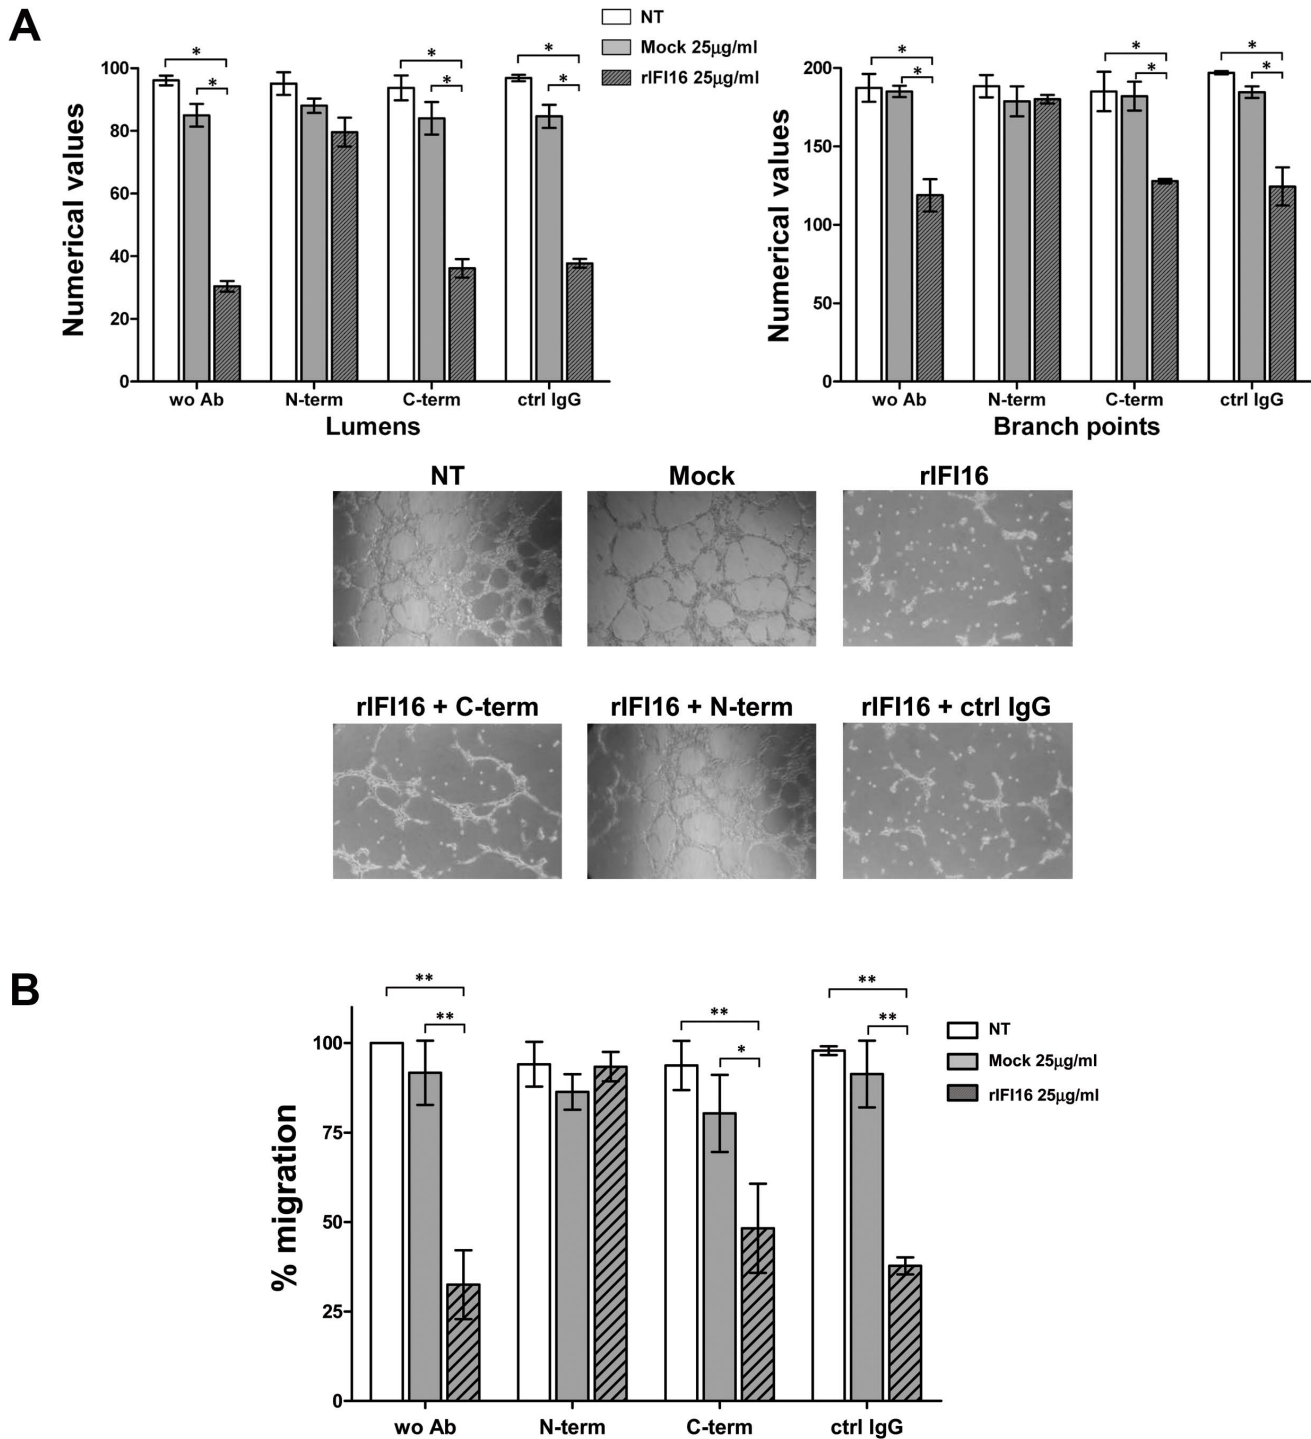 A
NT
Mock 25µg/ml
rIFI16 25µg/ml
Numerical values
100
80
60
40
20
0
* * * * * *
wo Ab N-term C-term ctrl IgG
Lumens
Numerical values
200
150
100
50
0
* * * * * *
wo Ab N-term C-term ctrl IgG
Branch points
NT Mock rIFI16
rIFI16 + C-term rIFI16 + N-term rIFI16 + ctrl IgG
B
% migration
100
75
50
25
0
** ** ** * ** **
wo Ab N-term C-term ctrl IgG
NT
Mock 25µg/ml
rIFI16 25µg/ml